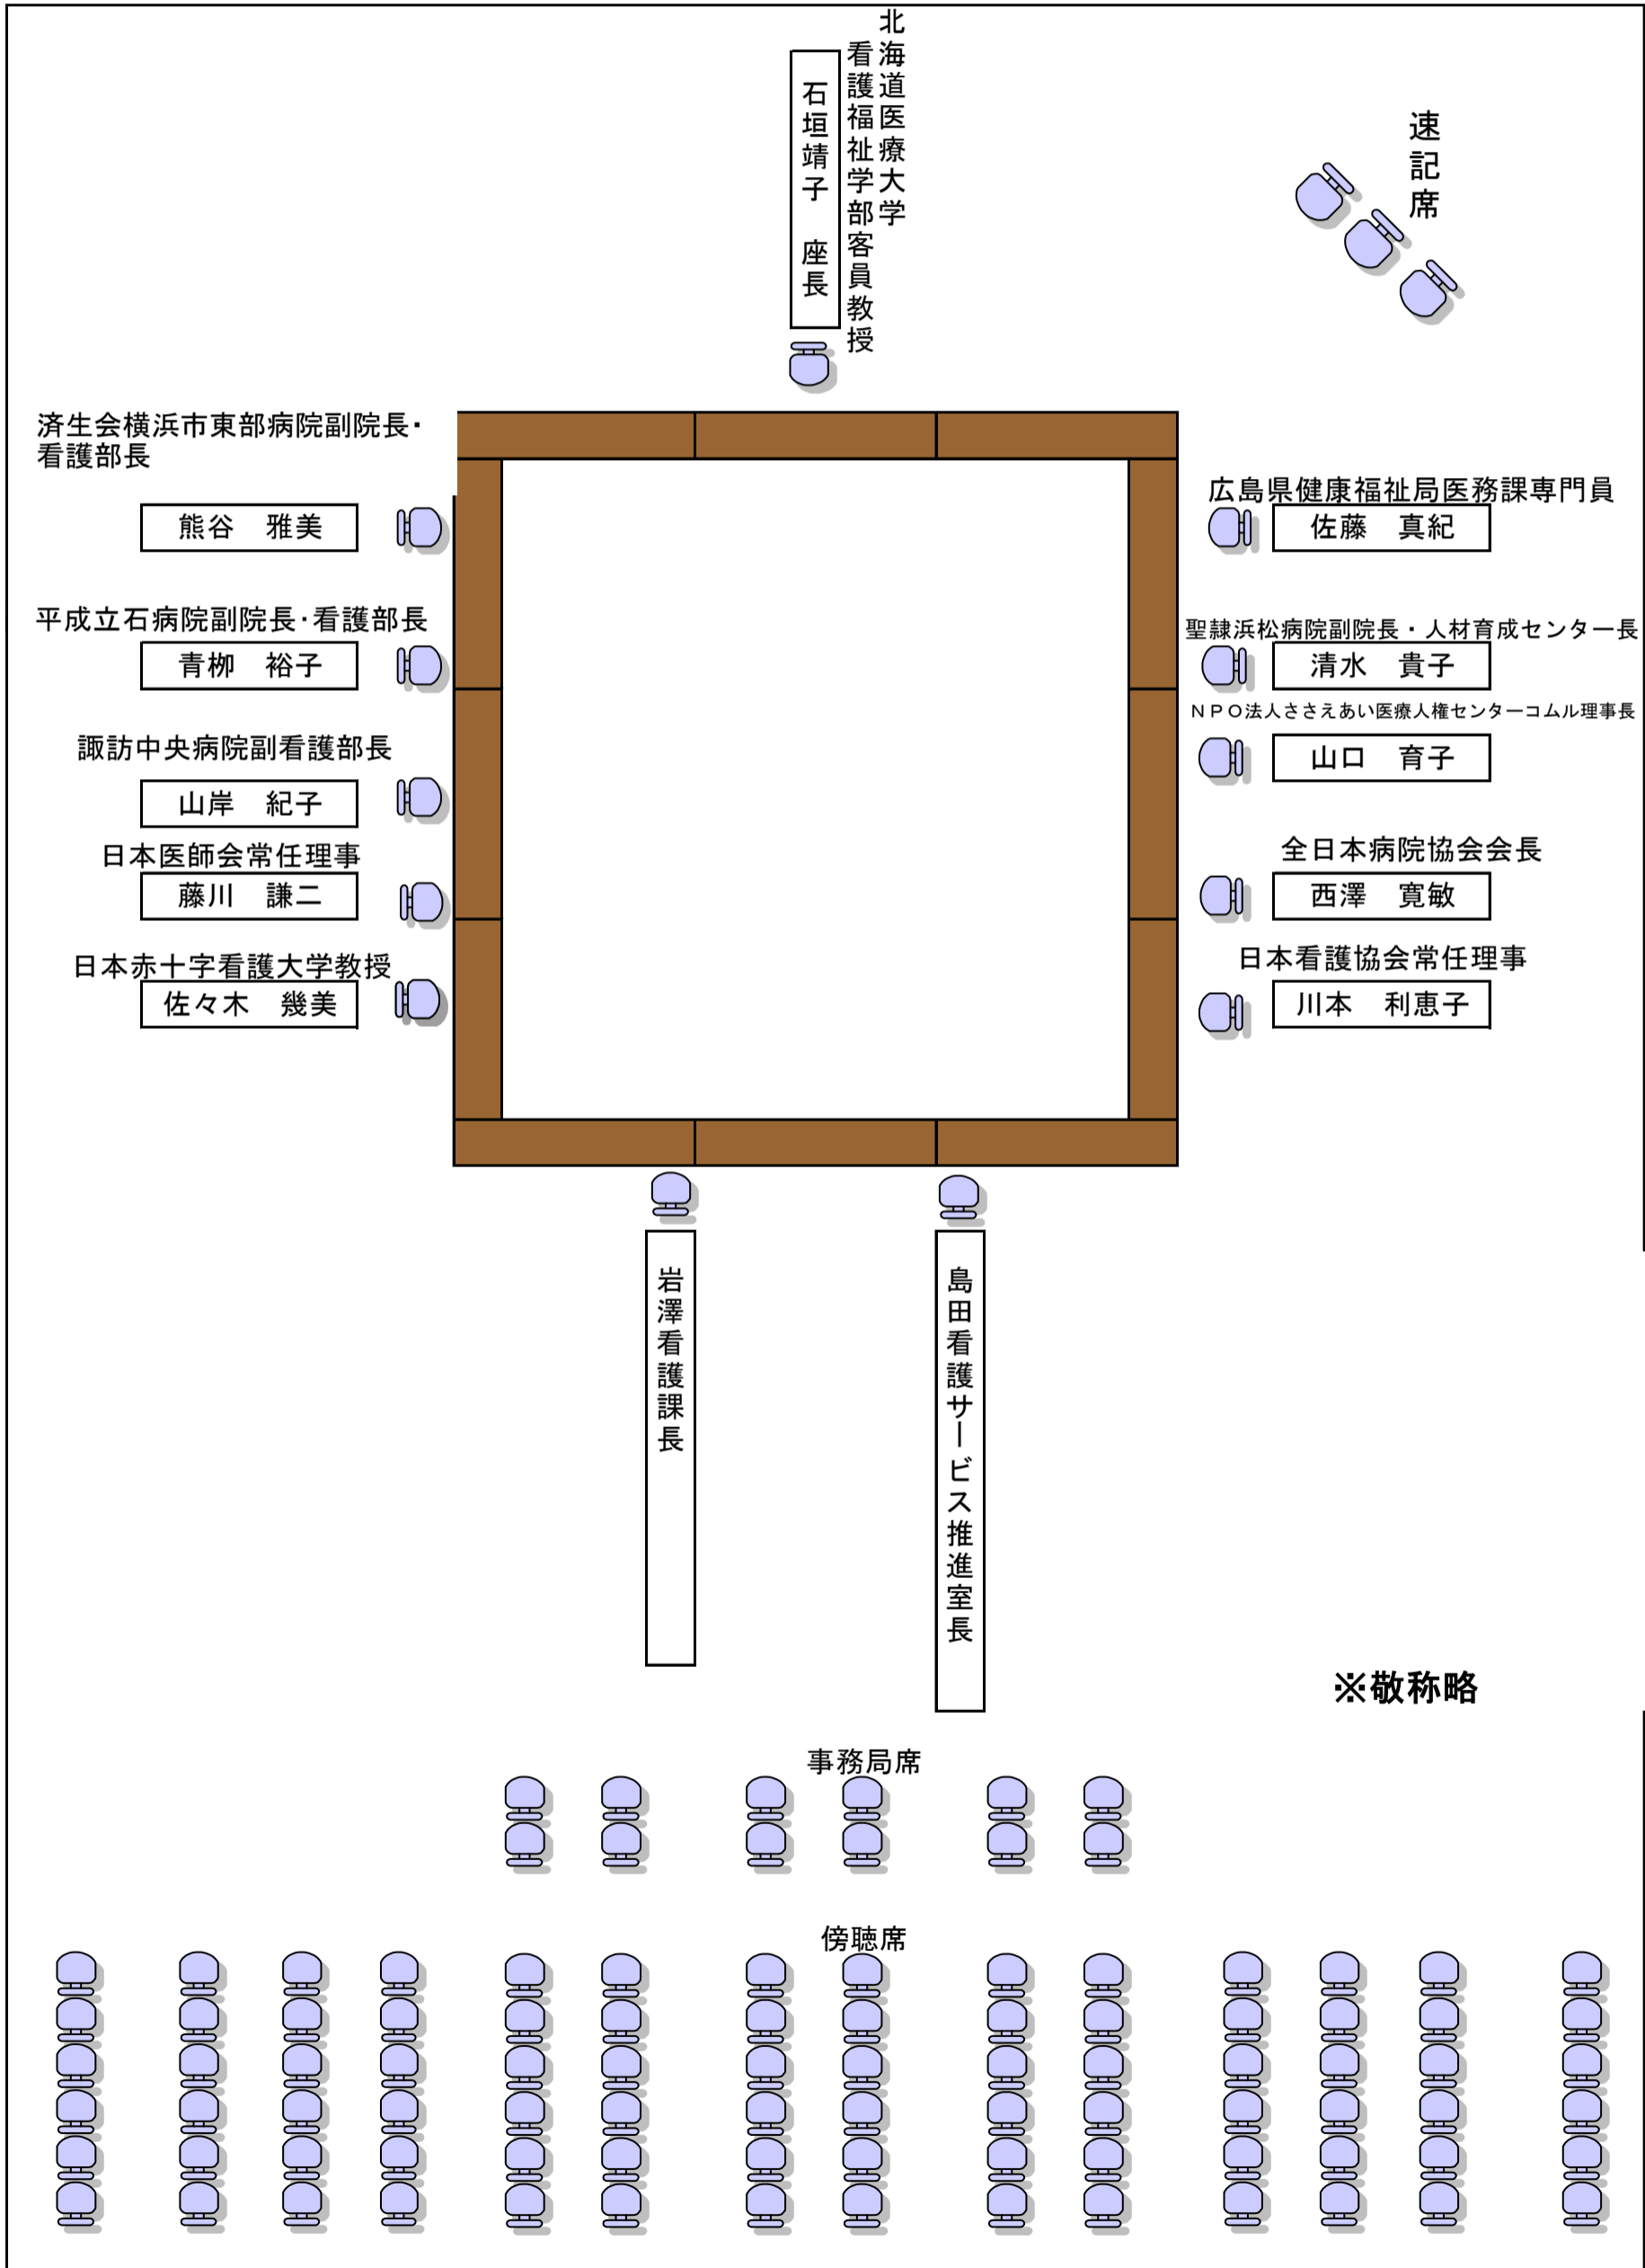 北海道医療大学
看護福祉学部客員教授
石垣靖子　座長
速記席
済生会横浜市東部病院副院長・
看護部長
熊谷　雅美
平成立石病院副院長・看護部長
青栁　裕子
諏訪中央病院副看護部長
山岸　紀子
日本医師会常任理事
藤川　謙二
日本赤十字看護大学教授
佐々木　幾美
広島県健康福祉局医務課専門員
佐藤　真紀
聖隷浜松病院副院長・人材育成センター長
清水　貴子
ＮＰＯ法人ささえあい医療人権センターコムル理事長
山口　育子
全日本病院協会会長
西澤　寛敏
日本看護協会常任理事
川本　利恵子
岩澤看護課長
島田看護サービス推進室長
※敬称略
事務局席
傍聴席